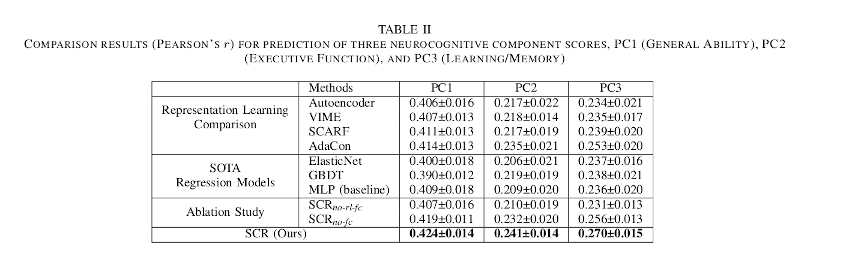 TABLE II
COMPARISON RESULTS (PEARSON'S r) FOR PREDICTION OF THREE NEUROCOGNITIVE COMPONENT SCORES, PC1 (GENERAL ABILITY), PC2
(EXECUTIVE FUNCTION), AND PC3 (LEARNING/MEMORY)
Methods PC1 PC2 PC3
Representation Learning Comparison
Autoencoder 0.406±0.016 0.217±0.022 0.234±0.021
VIME 0.407±0.013 0.218±0.014 0.235±0.017
SCARF 0.411±0.013 0.217±0.019 0.239±0.020
AdaCon 0.414±0.013 0.235±0.021 0.253±0.020
SOTA
Regression Models
ElasticNet 0.400±0.018 0.206±0.021 0.237±0.016
GBDT 0.390±0.012 0.219±0.019 0.238±0.021
MLP (baseline) 0.409±0.018 0.209±0.020 0.236±0.020
Ablation Study
SCRno-rl-fc 0.407±0.016 0.210±0.019 0.231±0.013
SCRno-fc 0.419±0.011 0.232±0.020 0.256±0.013
SCR (Ours) 0.424±0.014 0.241±0.014 0.270±0.015